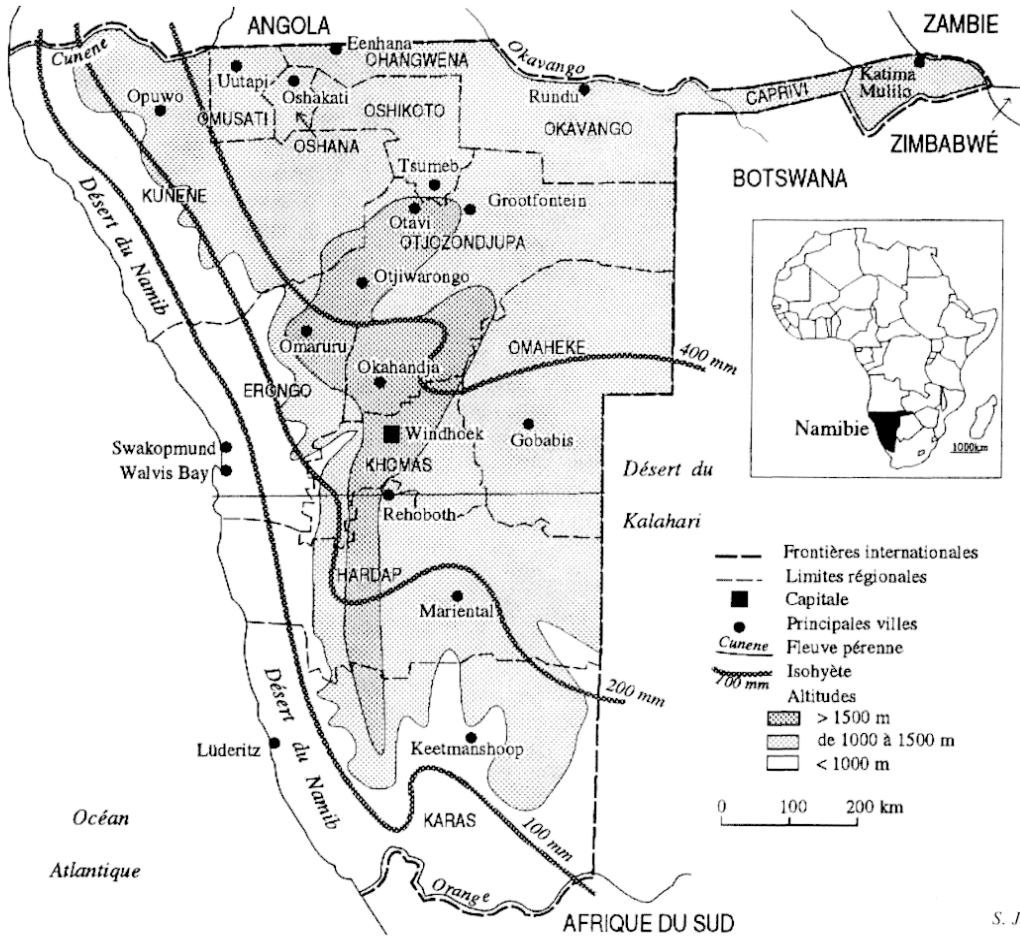 ANGOLA
ZAMBIE
Cunene
Eenhana
OHANGWENA
Okavango
Uutapi
Oshakati
Opuwo
OMUSATI
OSHIKOTO
OSHANA
Rundu
OKAVANGO
CAPRIVI
Katima
Mulilo
ZIMBABWÉ
BOTSWANA
KUNENE
Tsumeb
Grootfontein
Otavi
OTJOZONDJUPA
Désert du Namib
Otjiwarongo
Omaruru
OMAHEKE
400 mm
Okahandja
ERONGO
Windhoek
Gobabis
Swakopmund
Walvis Bay
KHOMAS
Rehoboth
Désert du
Kalahari
Namibie
1000km
HARDAP
Mariental
200 mm
Désert du Namib
Lüderitz
Keetmanshoop
KARAS
100 mm
Océan
Atlantique
Orange
AFRIQUE DU SUD
Frontières internationales
Limites régionales
Capitale
Principales villes
Cunene Fleuve pérenne
700 mm Isohyète
Altitudes
> 1500 m
de 1000 à 1500 m
< 1000 m
0 100 200 km
S. J